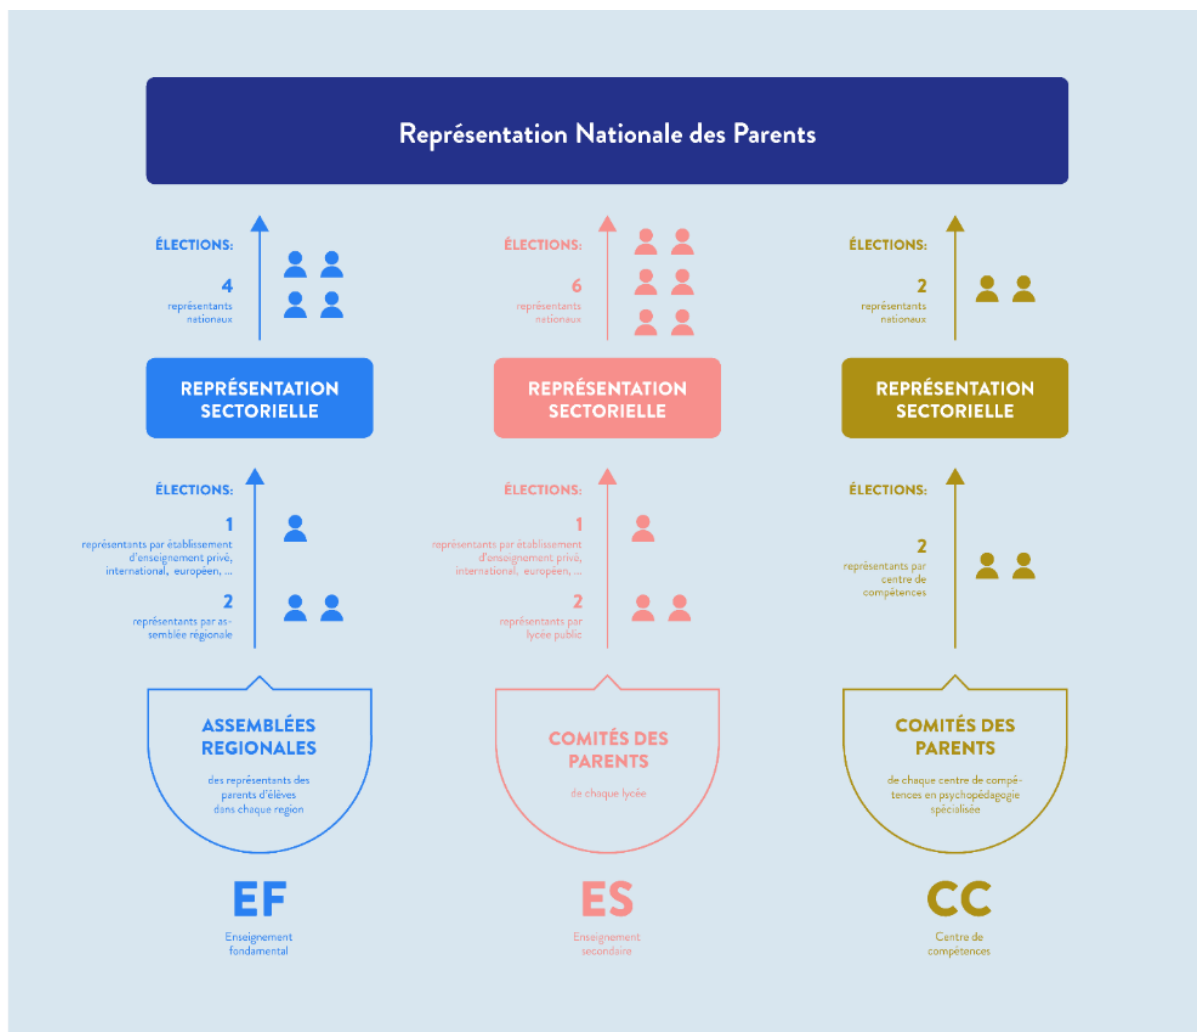 Représentation Nationale des Parents
ÉLECTIONS:
4
représentants
nationaux
ÉLECTIONS:
6
représentants
nationaux
ÉLECTIONS:
2
représentants
nationaux
REPRÉSENTATION
SECTORIELLE
REPRÉSENTATION
SECTORIELLE
REPRÉSENTATION
SECTORIELLE
ÉLECTIONS:
1
représentants par établissement
d'enseignement privé,
international, européen, ...
2
représentants par as-
semblée régionale
ÉLECTIONS:
1
représentants par établissement
d'enseignement privé,
international, européen, ...
2
représentants par
lycée public
ÉLECTIONS:
2
représentants par
centre de
compétences
ASSEMBLÉES
REGIONALES
des représentants des
parents d'élèves
dans chaque region
COMITÉS DES
PARENTS
de chaque lycée
COMITÉS DES
PARENTS
de chaque centre de compé-
tences en psychopédagogie
spécialisée
EF
Enseignement
fondamental
ES
Enseignement
secondaire
CC
Centre de
compétences